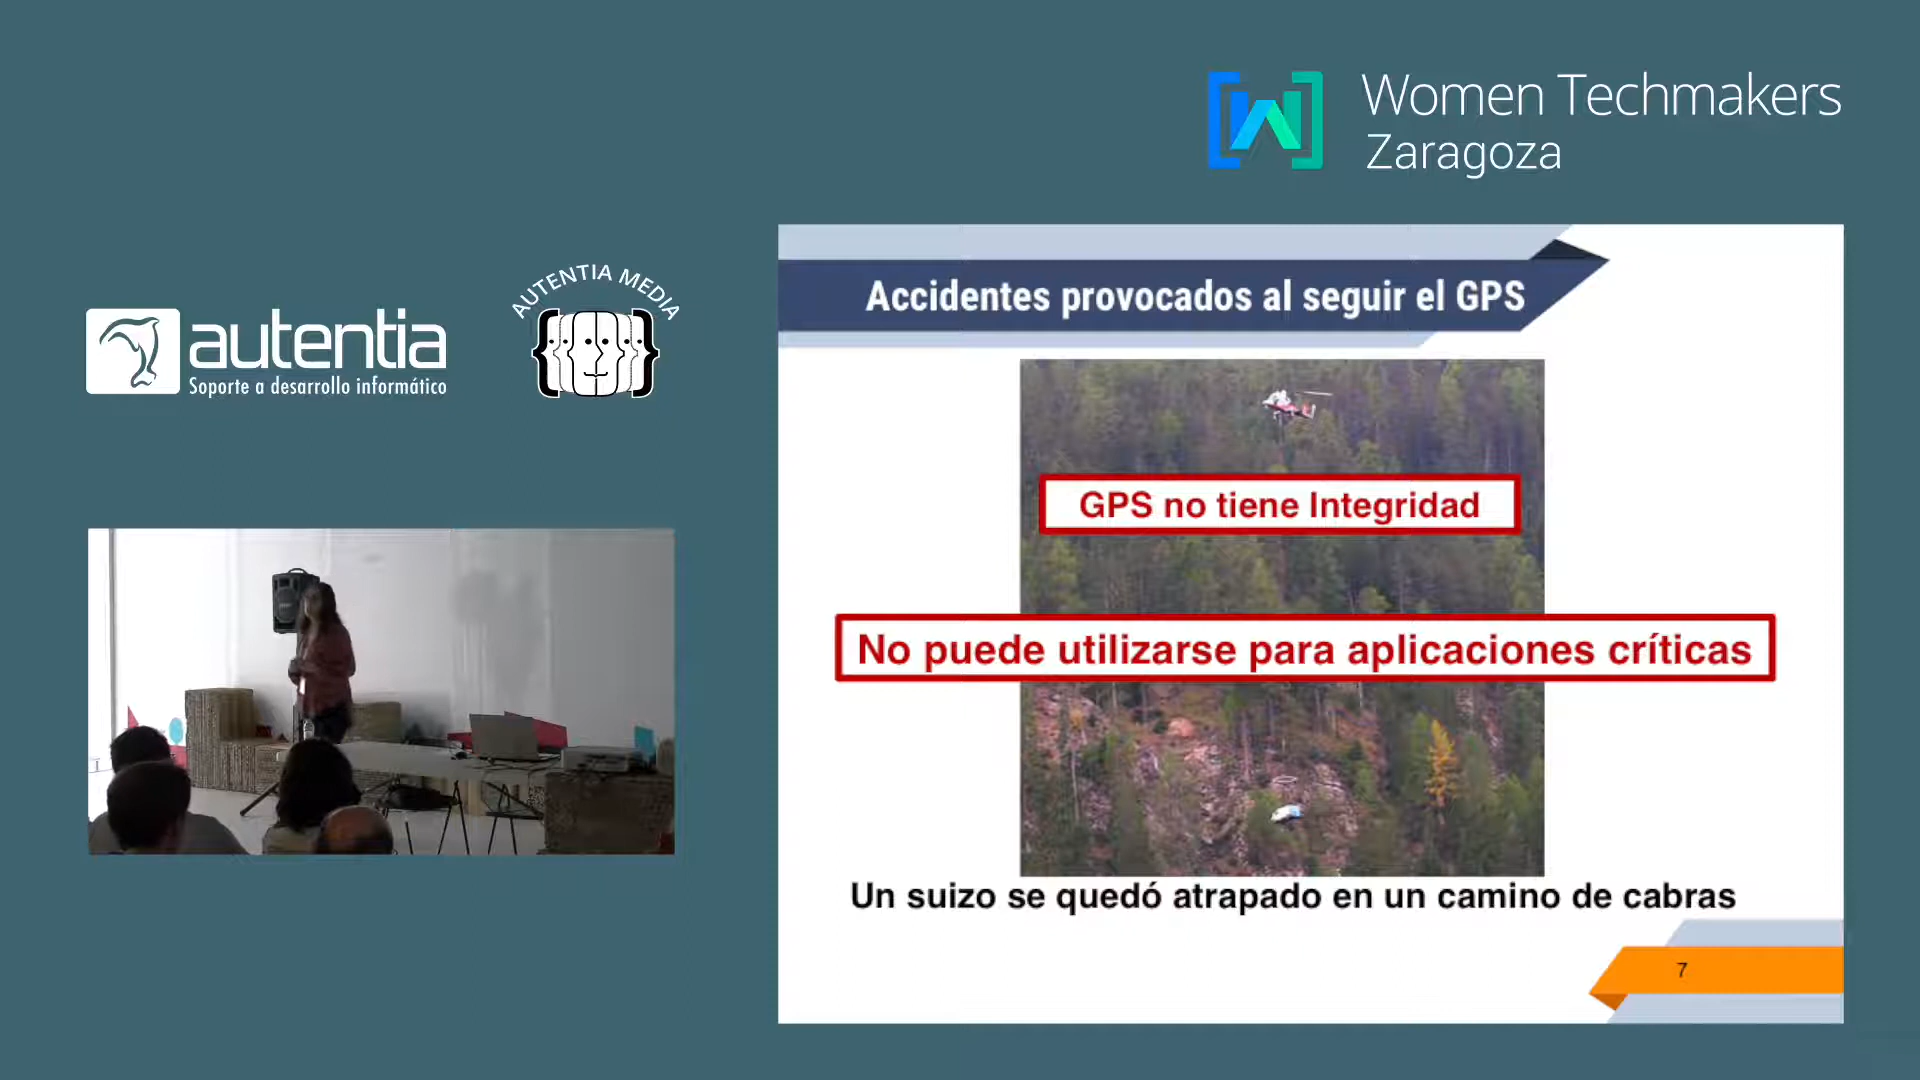 Women Techmakers
Zaragoza
autentia
Soporte a desarrollo informático
AUTENTIA MEDIA
Accidentes provocados al seguir el GPS
GPS no tiene Integridad
No puede utilizarse para aplicaciones críticas
Un suizo se quedó atrapado en un camino de cabras
7